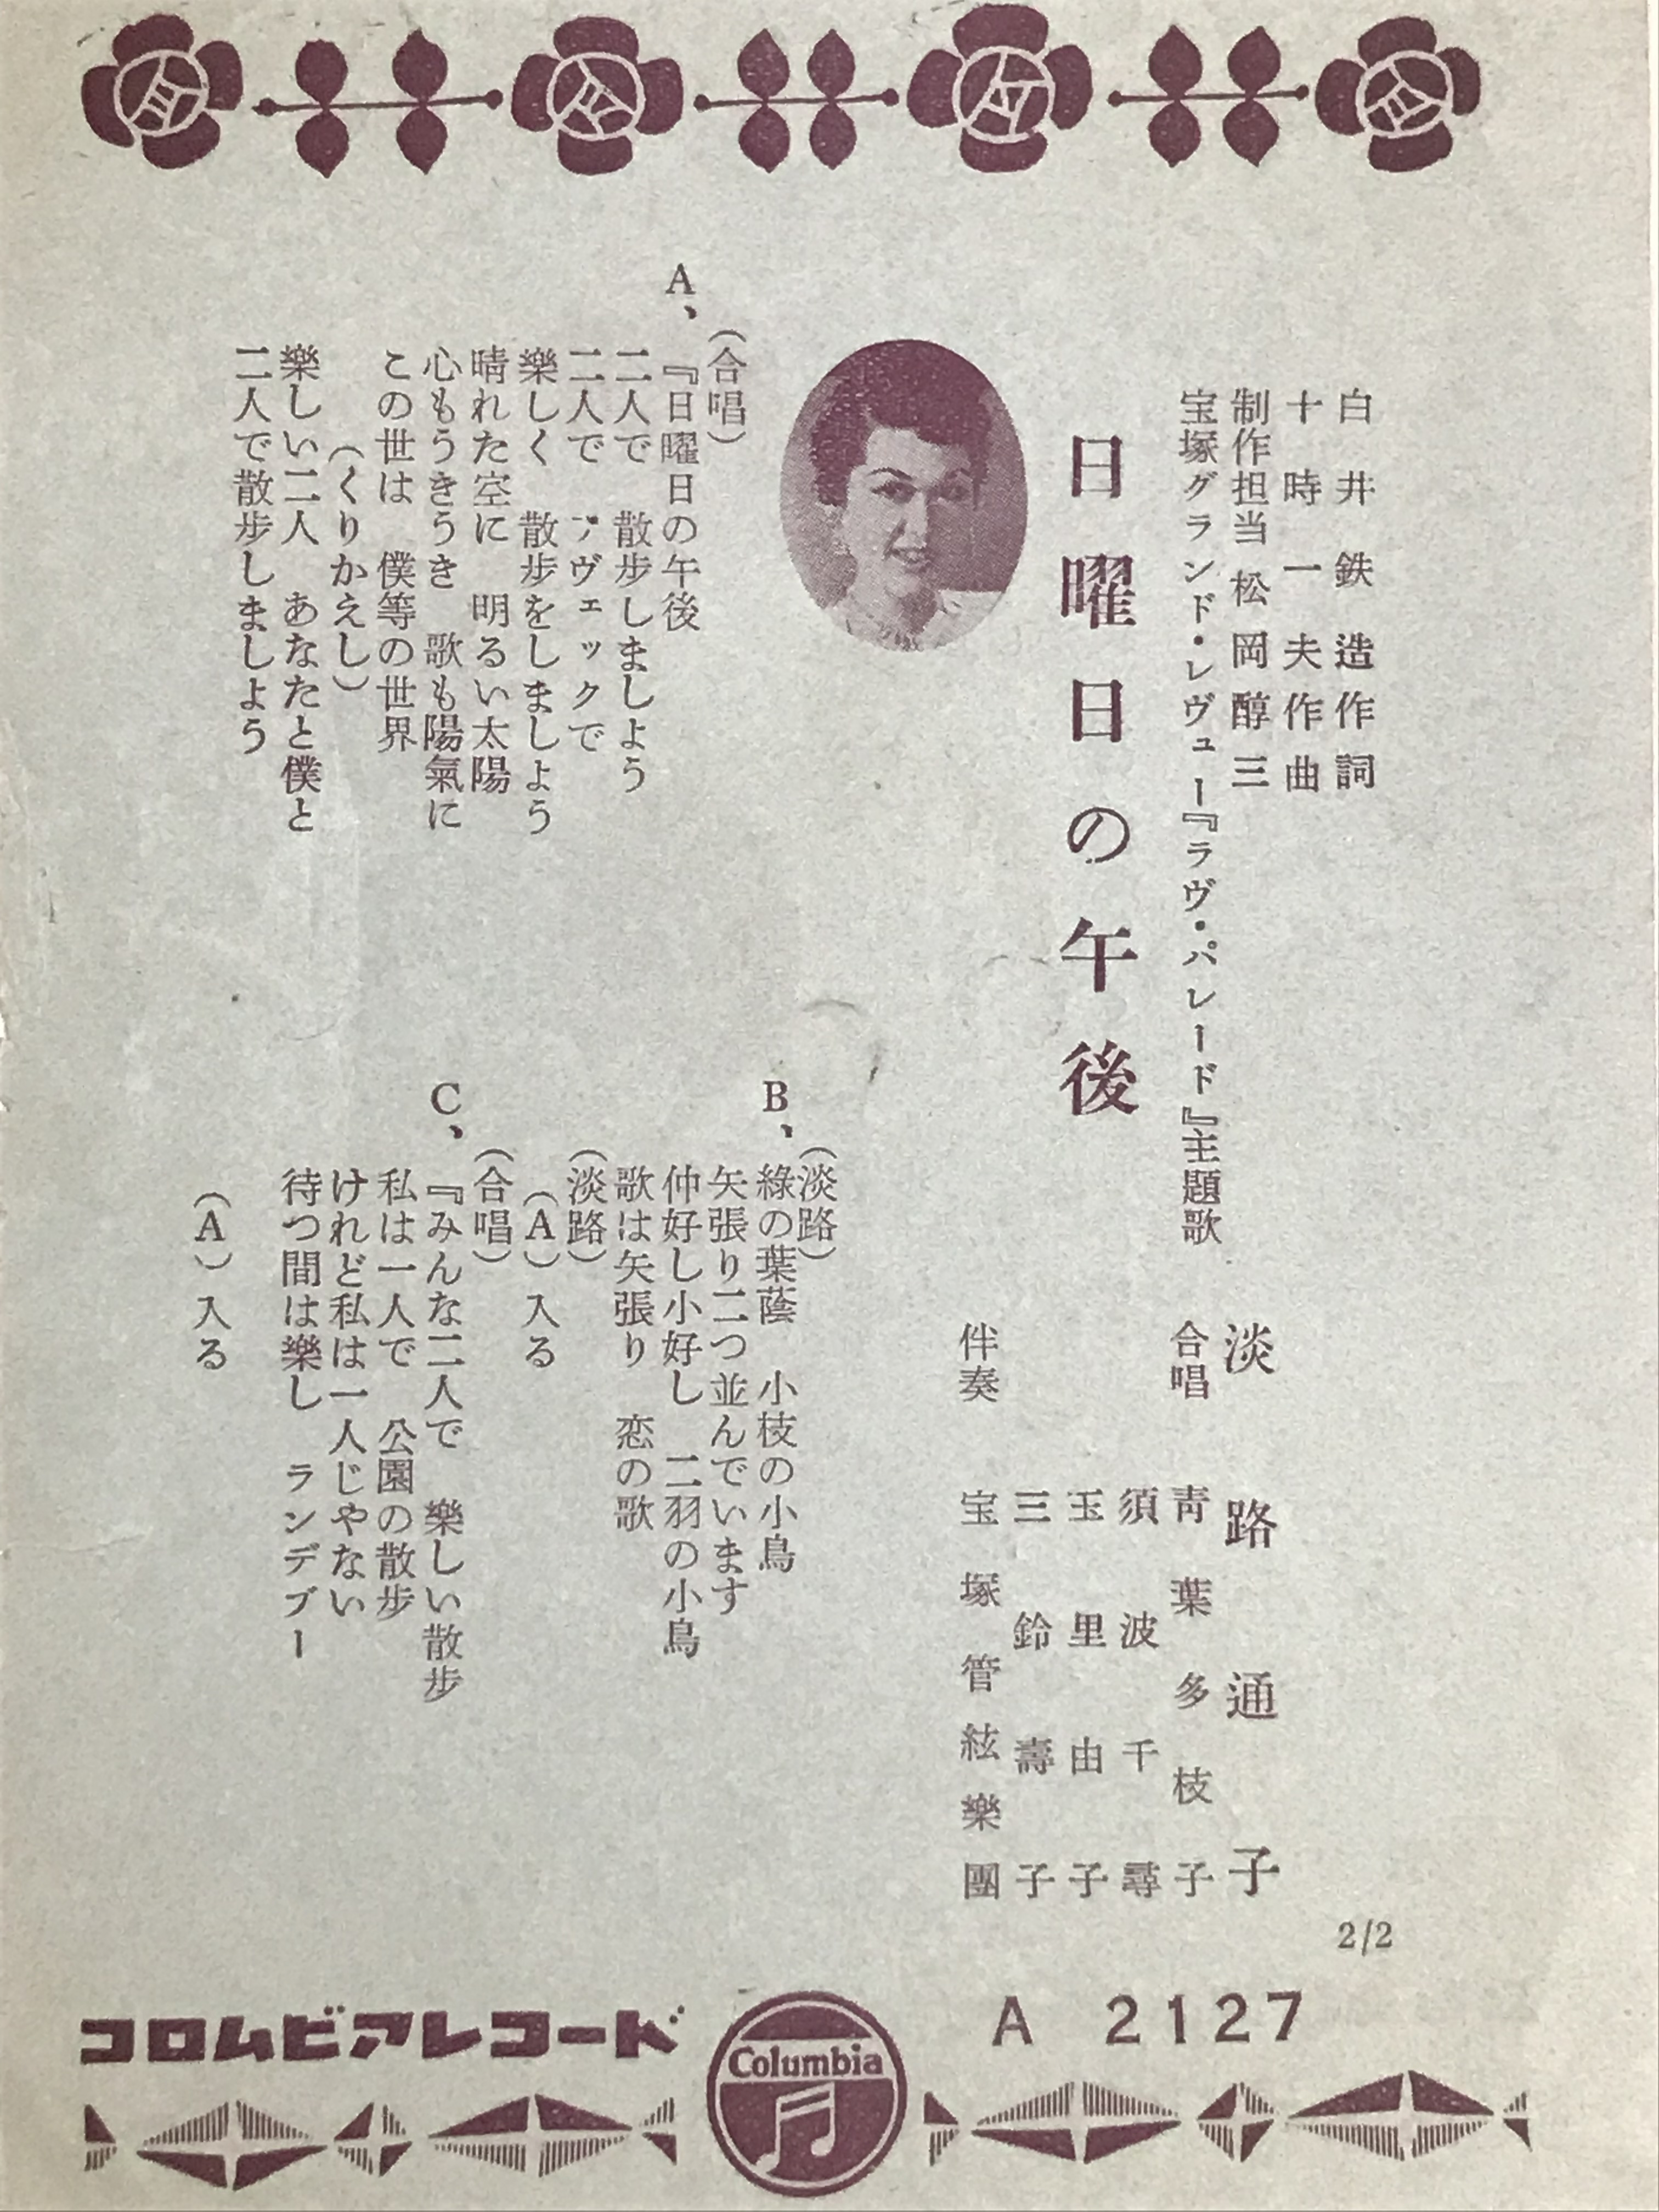 白井鉄造作詞
十時一夫作曲
制作担当 松岡醇三
宝塚グランド・レヴュー『ラヴ・パレード』主題歌
日曜日の午後
淡路通子
合唱 靑葉多枝子
須波千尋
玉里由子
三鈴壽子
伴奏 宝塚管絃樂團
(合唱)
A、『日曜日の午後
二人で 散歩しましよう
二人で アヴェックで
樂しく 散歩をしましよう
晴れた空に 明るい太陽
心もうきうき 歌も陽氣に
この世は 僕等の世界
(くりかえし)
樂しい二人 あなたと僕と
二人で散歩しましよう
(淡路)
B、綠の葉蔭 小枝の小鳥
矢張り二つ並んでいます
仲好し小好し 二羽の小鳥
歌は矢張り 恋の歌
(淡路)
(A)入る
(合唱)
C、『みんな二人で 樂しい散歩
私は一人で 公園の散歩
けれど私は一人じやない
待つ間は樂し ランデブー
(A)入る
2/2
コロムビアレコード
Columbia
A 2127